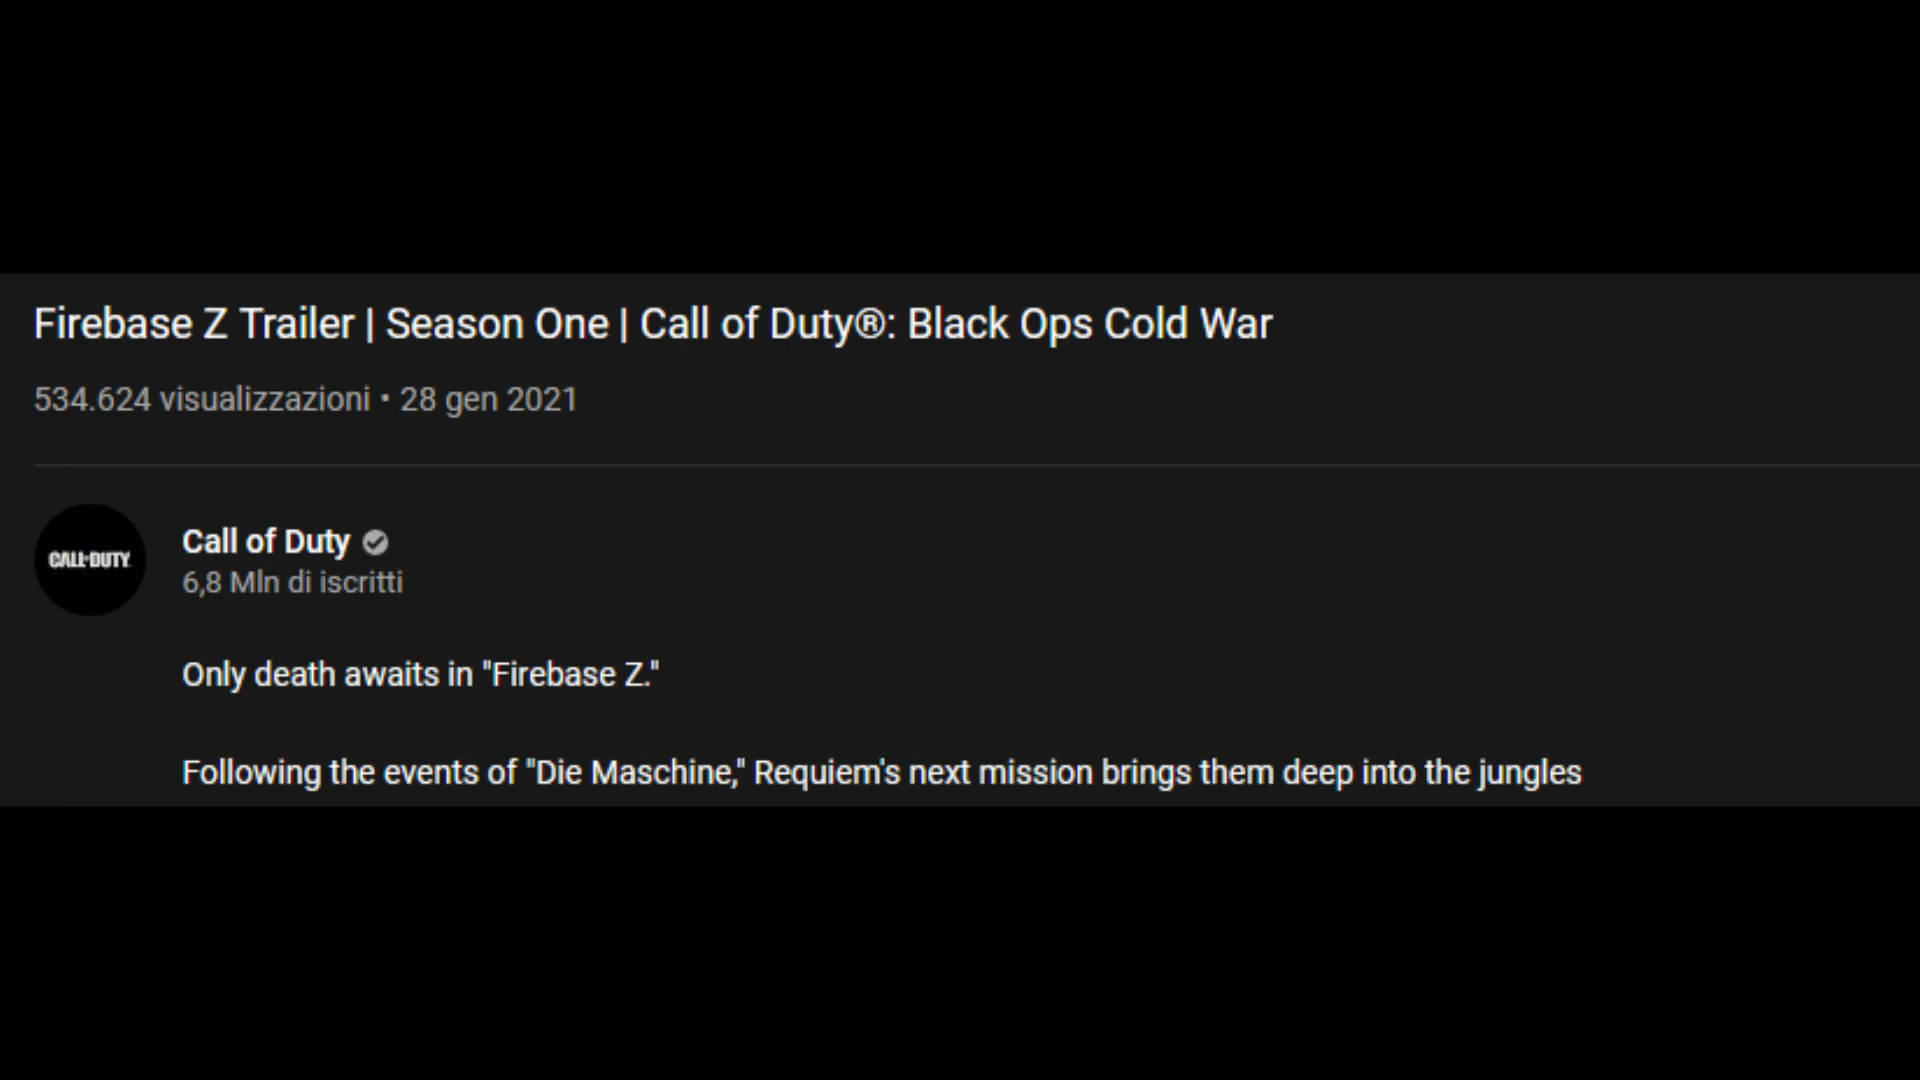 Firebase Z Trailer | Season One | Call of Duty®: Black Ops Cold War
534.624 visualizzazioni • 28 gen 2021
CALL OF DUTY
Call of Duty
6,8 Mln di iscritti
Only death awaits in "Firebase Z."
Following the events of "Die Maschine," Requiem's next mission brings them deep into the jungles